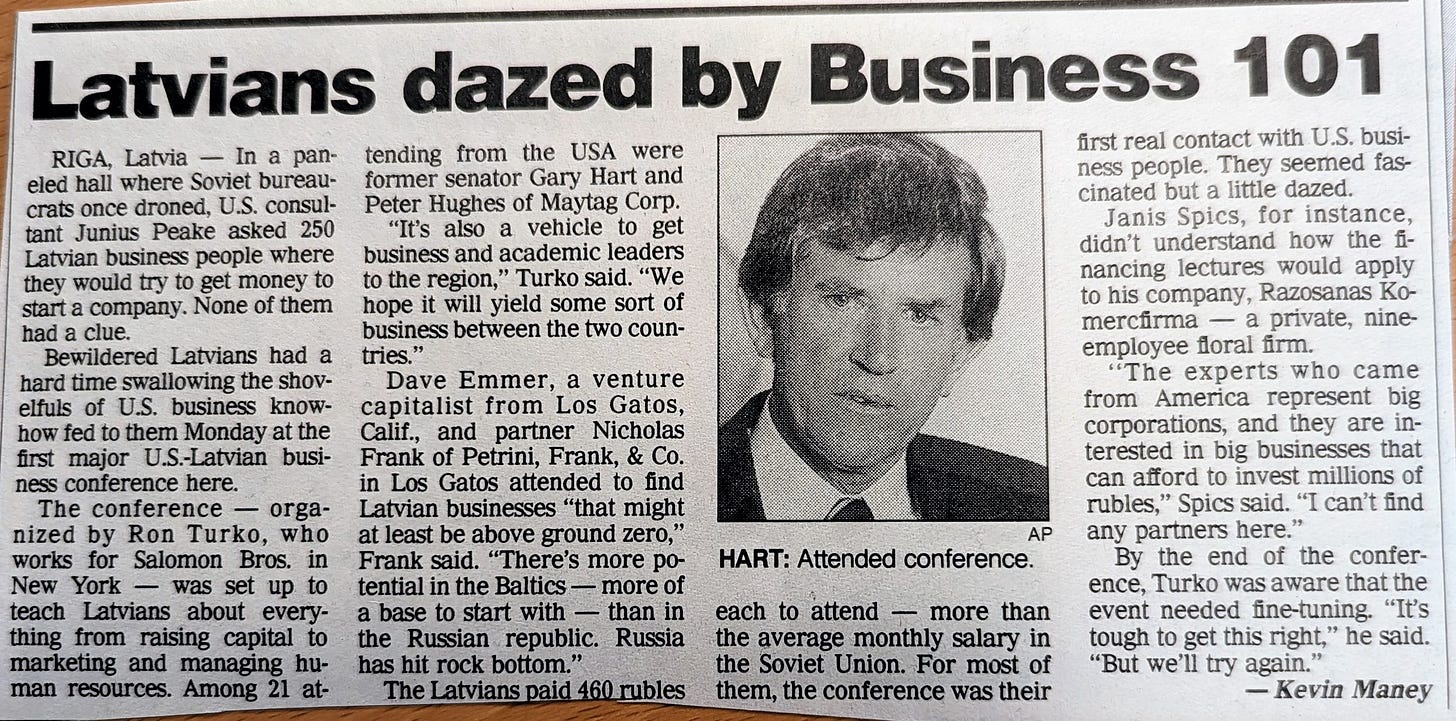 Latvians dazed by Business 101
RIGA, Latvia — In a pan-
eled hall where Soviet bureau-
crats once droned, U.S. consul-
tant Junius Peake asked 250
Latvian business people where
they would try to get money to
start a company. None of them
had a clue.
Bewildered Latvians had a
hard time swallowing the shov-
elfuls of U.S. business know-
how fed to them Monday at the
first major U.S.-Latvian busi-
ness conference here.
The conference — orga-
nized by Ron Turko, who
works for Salomon Bros. in
New York — was set up to
teach Latvians about every-
thing from raising capital to
marketing and managing hu-
man resources. Among 21 at-
tending from the USA were
former senator Gary Hart and
Peter Hughes of Maytag Corp.
“It’s also a vehicle to get
business and academic leaders
to the region,” Turko said. “We
hope it will yield some sort of
business between the two coun-
tries.”
Dave Emmer, a venture
capitalist from Los Gatos,
Calif., and partner Nicholas
Frank of Petrini, Frank, & Co.
in Los Gatos attended to find
Latvian businesses “that might
at least be above ground zero,”
Frank said. “There’s more po-
tential in the Baltics — more of
a base to start with — than in
the Russian republic. Russia
has hit rock bottom.”
The Latvians paid 460 rubles
AP
HART: Attended conference.
each to attend — more than
the average monthly salary in
the Soviet Union. For most of
them, the conference was their
first real contact with U.S. busi-
ness people. They seemed fas-
cinated but a little dazed.
Janis Spics, for instance,
didn’t understand how the fi-
nancing lectures would apply
to his company, Razosanas Ko-
mercfirma — a private, nine-
employee floral firm.
“The experts who came
from America represent big
corporations, and they are in-
terested in big businesses that
can afford to invest millions of
rubles,” Spics said. “I can’t find
any partners here.”
By the end of the confer-
ence, Turko was aware that the
event needed fine-tuning. “It’s
tough to get this right,” he said.
“But we’ll try again.”
— Kevin Maney